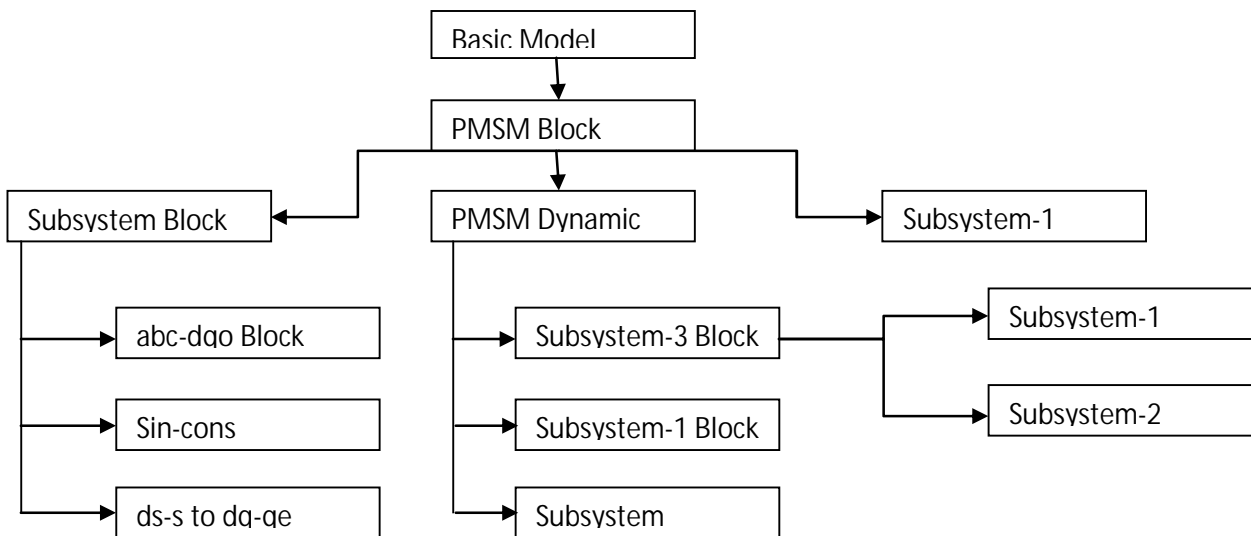 Basic Model
PMSM Block
Subsystem Block
PMSM Dynamic
Subsystem-1
abc-dqo Block
Subsystem-3 Block
Subsystem-1
Sin-cons
Subsystem-1 Block
Subsystem-2
ds-s to dq-qe
Subsystem